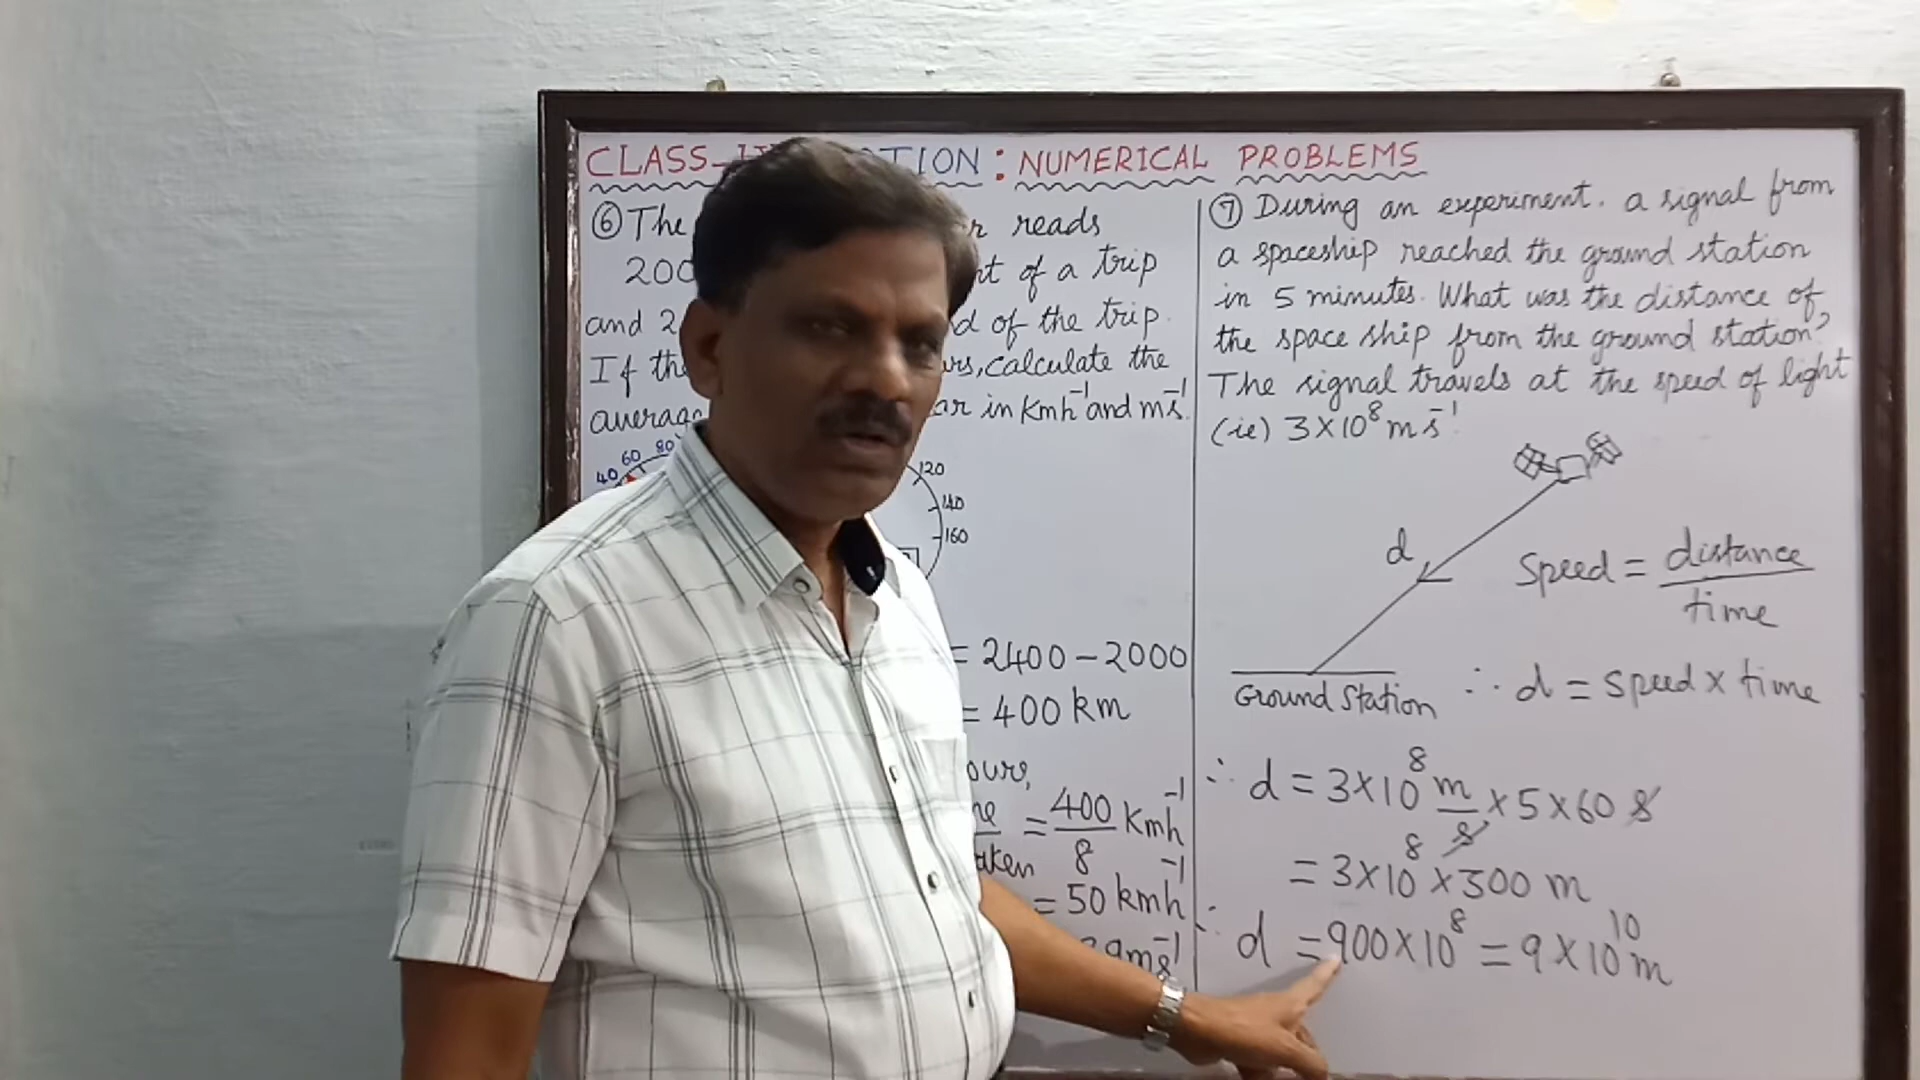 CLASS : NUMERICAL PROBLEMS
⑥ The reads
200 of a trip
and 2 of the trip.
If the calculate the
average in Kmh⁻¹ and ms⁻¹.
40 60 80
120
140
160
= 2400 - 2000
= 400 km
= 400/8 Kmh⁻¹
= 50 kmh⁻¹
ms⁻¹
⑦ During an experiment. a signal from
a spaceship reached the ground station
in 5 minutes. What was the distance of
the space ship from the ground station?
The signal travels at the speed of light
(ie) 3×10⁸ ms⁻¹.
d
Speed = distance/time
Ground Station
∴ d = speed × time
∴ d = 3×10⁸ m/s × 5×60 s
= 3×10⁸ × 300 m
∴ d = 900×10⁸ = 9×10¹⁰ m